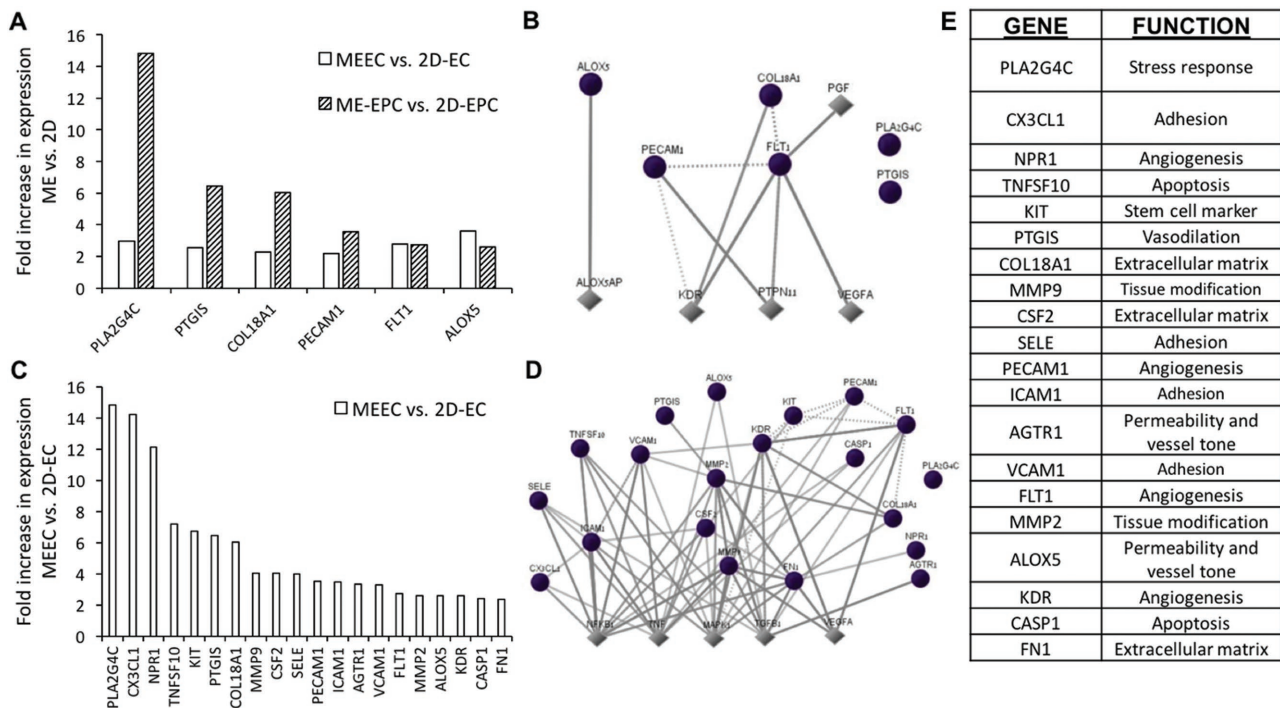 A
Fold increase in expression
ME vs. 2D
16
14
12
10
8
6
4
2
0
MEEC vs. 2D-EC
ME-EPC vs. 2D-EPC
PLA2G4C
PTGIS
COL18A1
PECAM1
FLT1
ALOX5
B
ALOX5
COL18A1
PGF
PLA2G4C
PECAM1
FLT1
PTGIS
ALOX5AP
KDR
PTPN11
VEGFA
C
Fold increase in expression
MEEC vs. 2D-EC
16
14
12
10
8
6
4
2
0
MEEC vs. 2D-EC
PLA2G4C
CX3CL1
NPR1
TNFSF10
KIT
PTGIS
COL18A1
MMP9
CSF2
SELE
PECAM1
ICAM1
AGTR1
VCAM1
FLT1
MMP2
ALOX5
KDR
CASP1
FN1
D
ALOX5
PECAM1
PTGIS
KIT
FLT1
TNFSF10
VCAM1
KDR
CASP1
PLA2G4C
MMP2
SELE
COL18A1
CSF2
ICAM1
NPR1
MMP9
CX3CL1
FN1
AGTR1
NFKB1
TNF
MAPK1
TGFB1
VEGFA
E
GENE FUNCTION
PLA2G4C Stress response
CX3CL1 Adhesion
NPR1 Angiogenesis
TNFSF10 Apoptosis
KIT Stem cell marker
PTGIS Vasodilation
COL18A1 Extracellular matrix
MMP9 Tissue modification
CSF2 Extracellular matrix
SELE Adhesion
PECAM1 Angiogenesis
ICAM1 Adhesion
AGTR1 Permeability and
vessel tone
VCAM1 Adhesion
FLT1 Angiogenesis
MMP2 Tissue modification
ALOX5 Permeability and
vessel tone
KDR Angiogenesis
CASP1 Apoptosis
FN1 Extracellular matrix